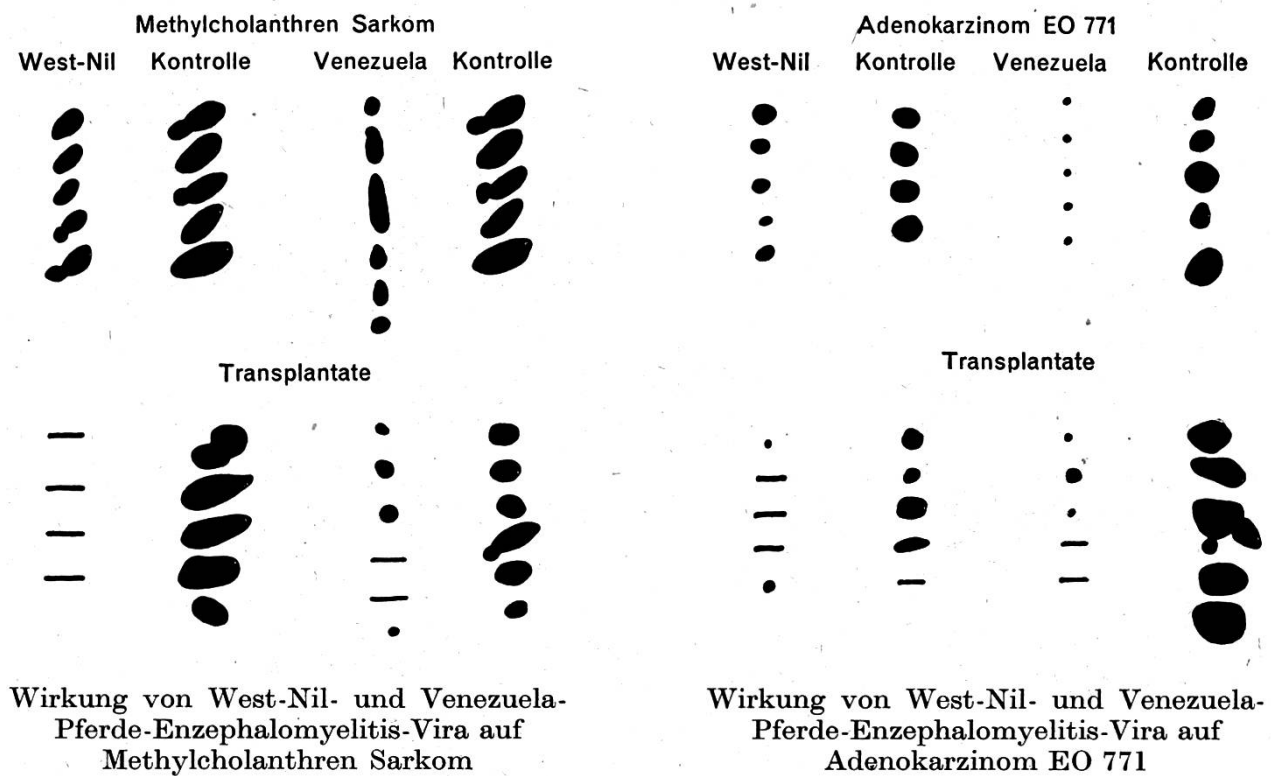 Methylcholanthren Sarkom
West-Nil Kontrolle Venezuela Kontrolle
Transplantate
Wirkung von West-Nil- und Venezuela-
Pferde-Enzephalomyelitis-Vira auf
Methylcholanthren Sarkom
Adenokarzinom EO 771
West-Nil Kontrolle Venezuela Kontrolle
Transplantate
Wirkung von West-Nil- und Venezuela-
Pferde-Enzephalomyelitis-Vira auf
Adenokarzinom EO 771